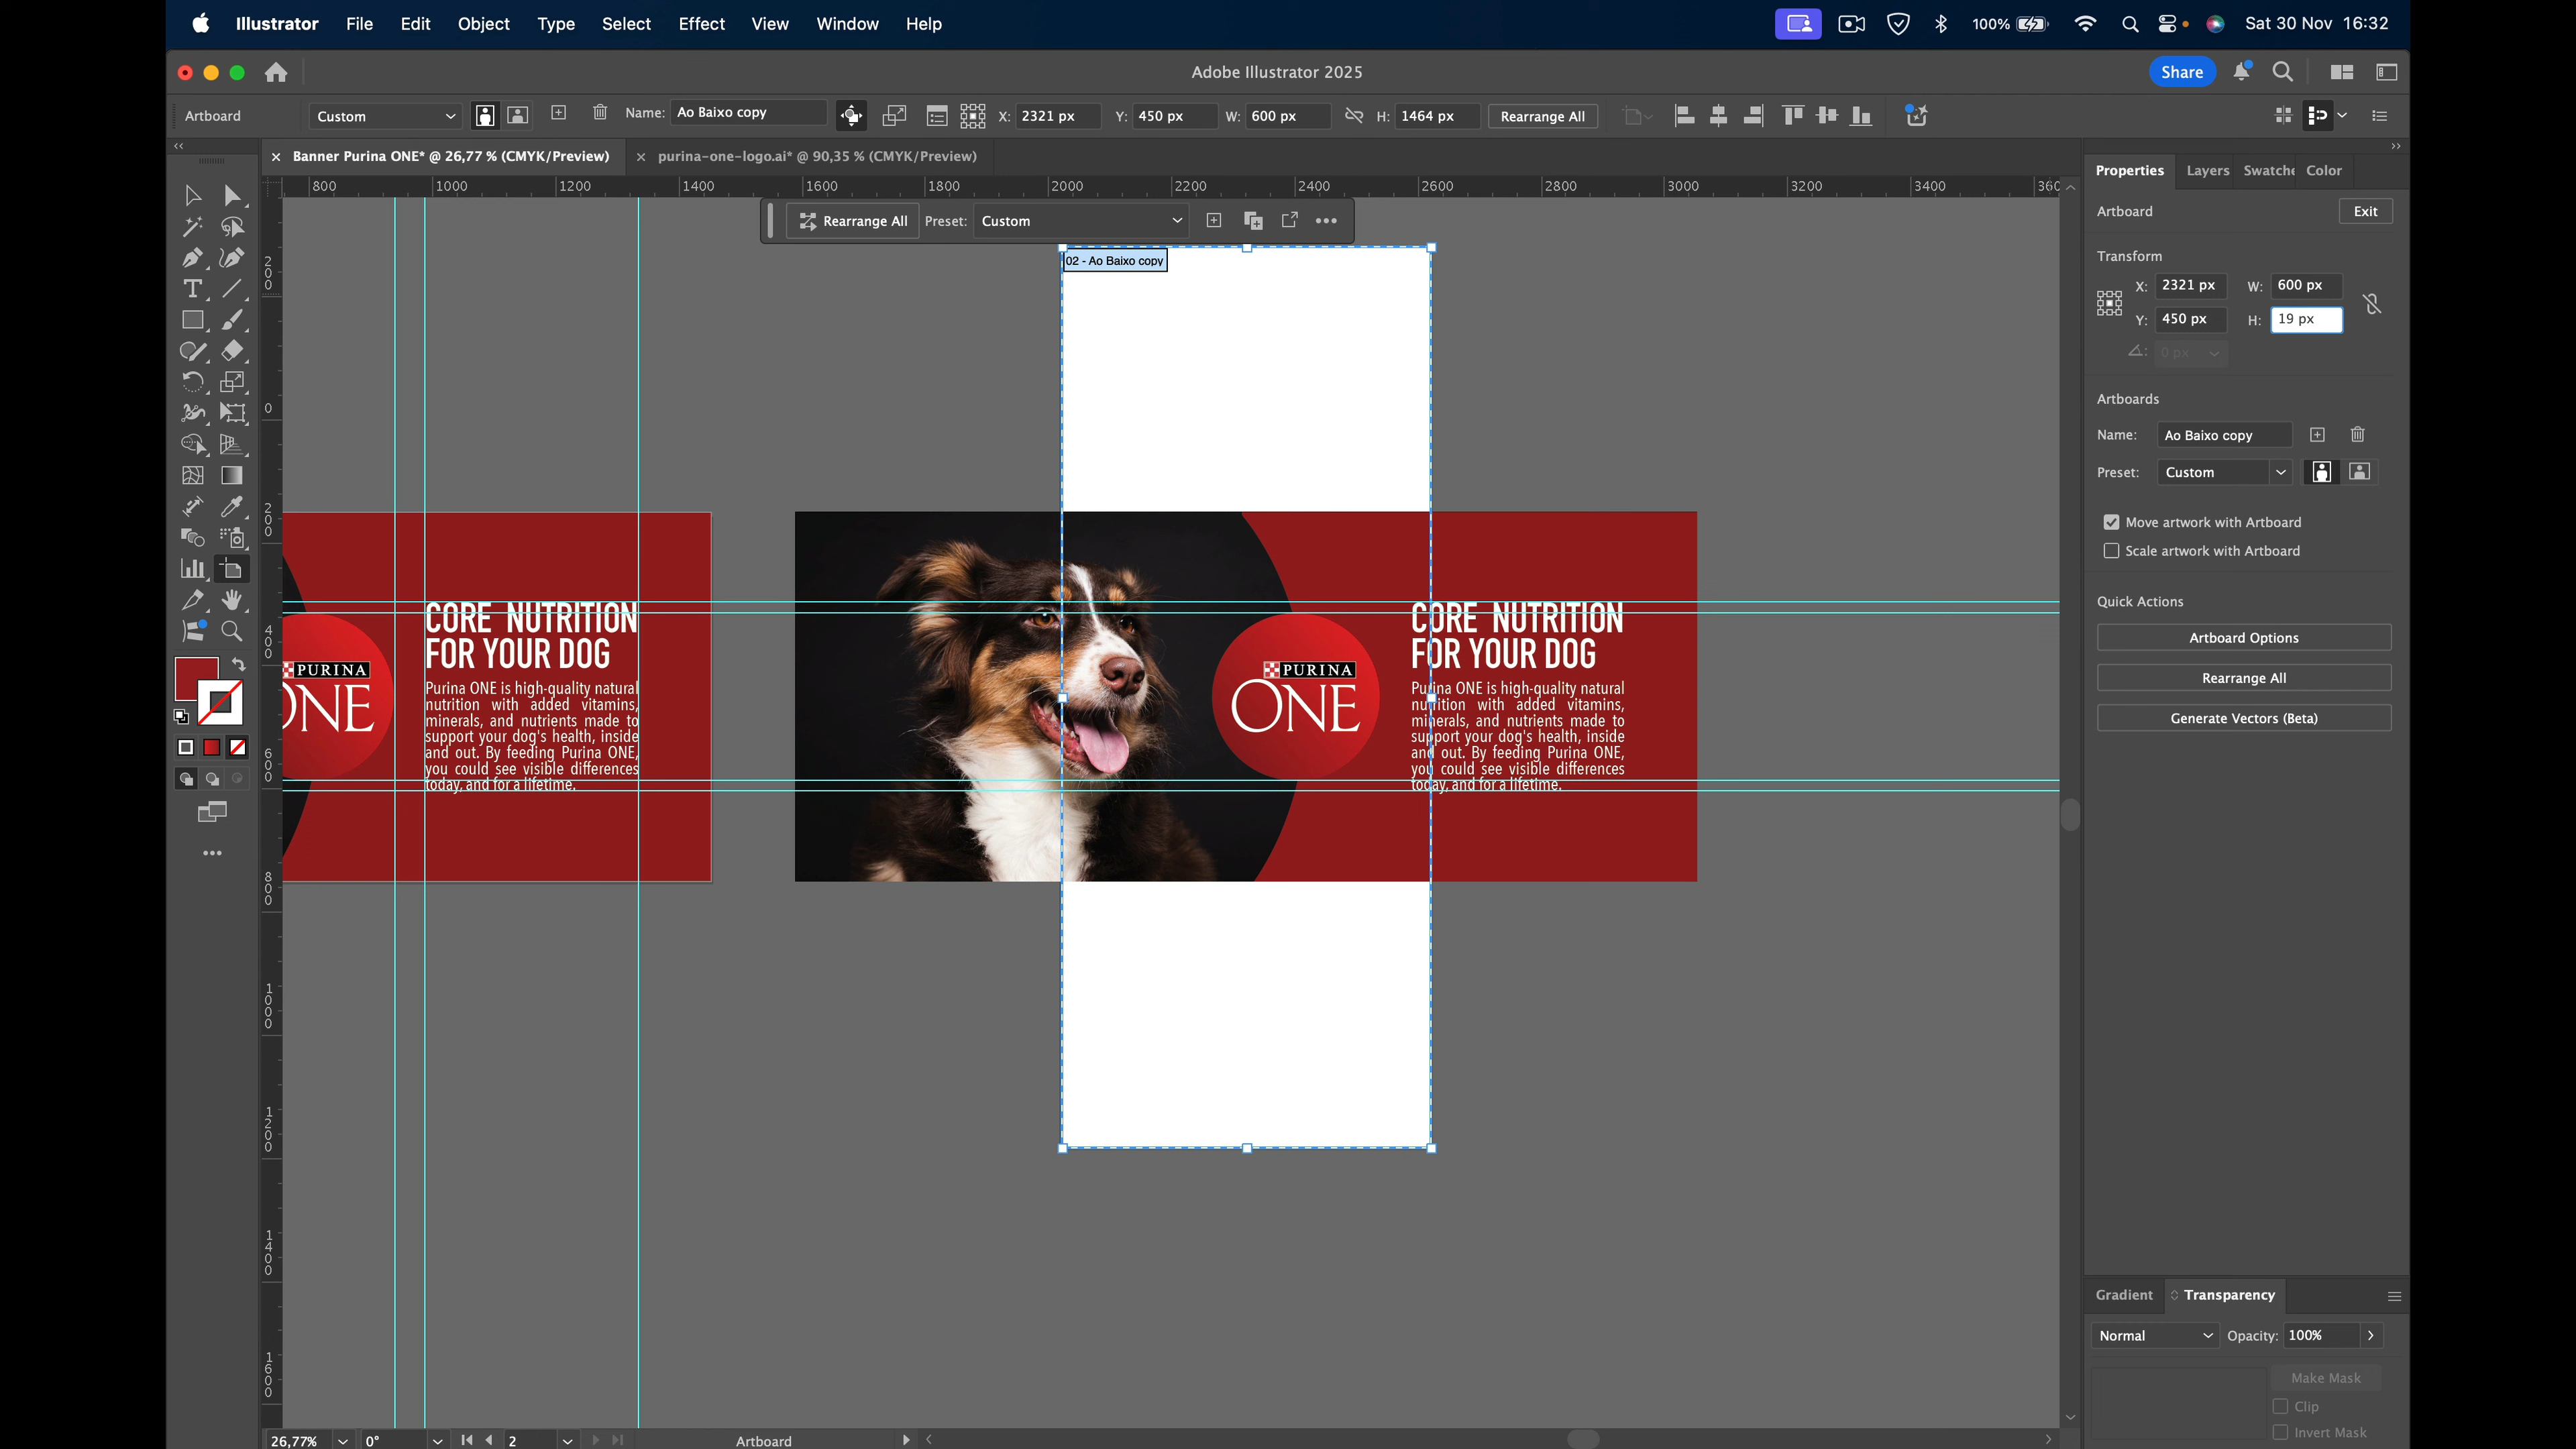 Illustrator File Edit Object Type Select Effect View Window Help 100% Sat 30 Nov 16:32
Adobe Illustrator 2025 Share
Artboard Custom Name: Ao Baixo copy X: 2321 px Y: 450 px W: 600 px H: 1464 px Rearrange All
Banner Purina ONE* @ 26,77 % (CMYK/Preview) purina-one-logo.ai* @ 90,35 % (CMYK/Preview)
800 1000 1200 1400 1600 1800 2000 2200 2400 2600 2800 3000 3200 3400
Rearrange All Preset: Custom
02 - Ao Baixo copy
200
0
200
400
600
800
1000
1200
1400
1600
PURINA
ONE
CORE NUTRITION
FOR YOUR DOG
Purina ONE is high-quality natural
nutrition with added vitamins,
minerals, and nutrients made to
support your dog's health, inside
and out. By feeding Purina ONE,
you could see visible differences
today, and for a lifetime.
PURINA
ONE
CORE NUTRITION
FOR YOUR DOG
Purina ONE is high-quality natural
nutrition with added vitamins,
minerals, and nutrients made to
support your dog's health, inside
and out. By feeding Purina ONE,
you could see visible differences
today, and for a lifetime.
Properties Layers Swatche Color
Artboard Exit
Transform
X: 2321 px W: 600 px
Y: 450 px H: 19 px
0 px
Artboards
Name: Ao Baixo copy
Preset: Custom
Move artwork with Artboard
Scale artwork with Artboard
Quick Actions
Artboard Options
Rearrange All
Generate Vectors (Beta)
Gradient Transparency
Normal Opacity: 100%
Make Mask
Clip
Invert Mask
26,77% 0° 2 Artboard